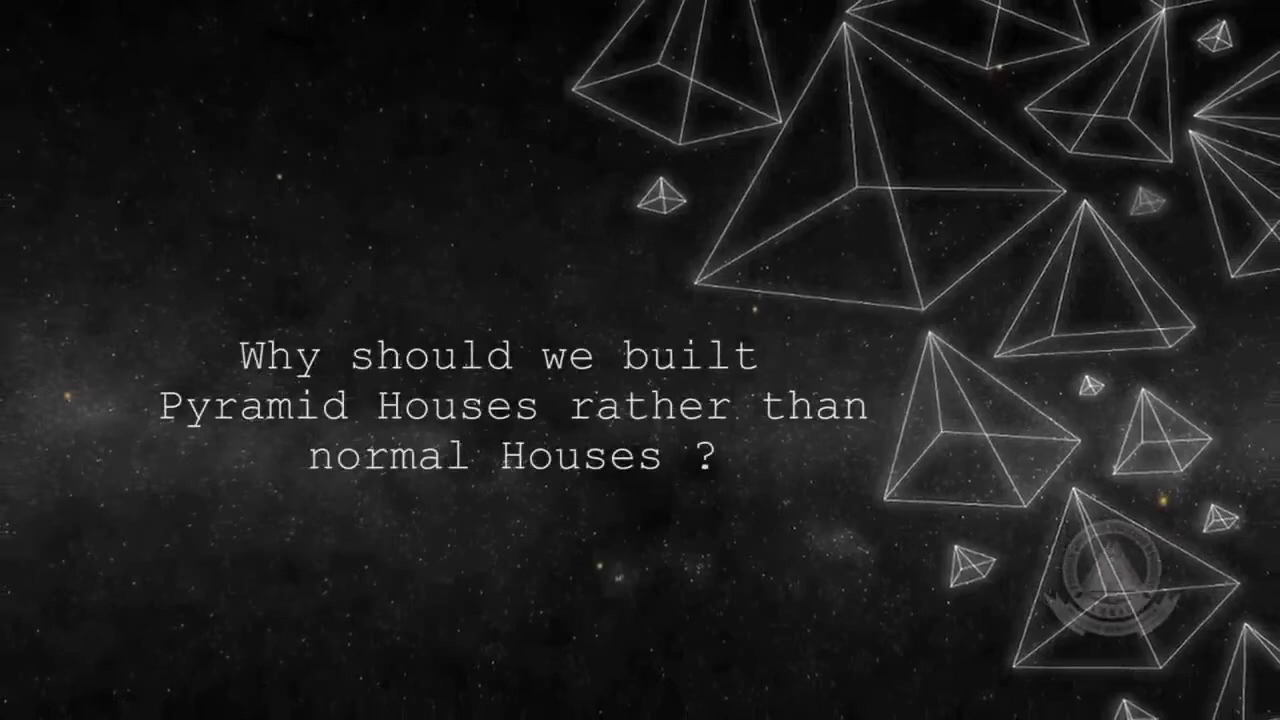 Why should we built
Pyramid Houses rather than
normal Houses ?